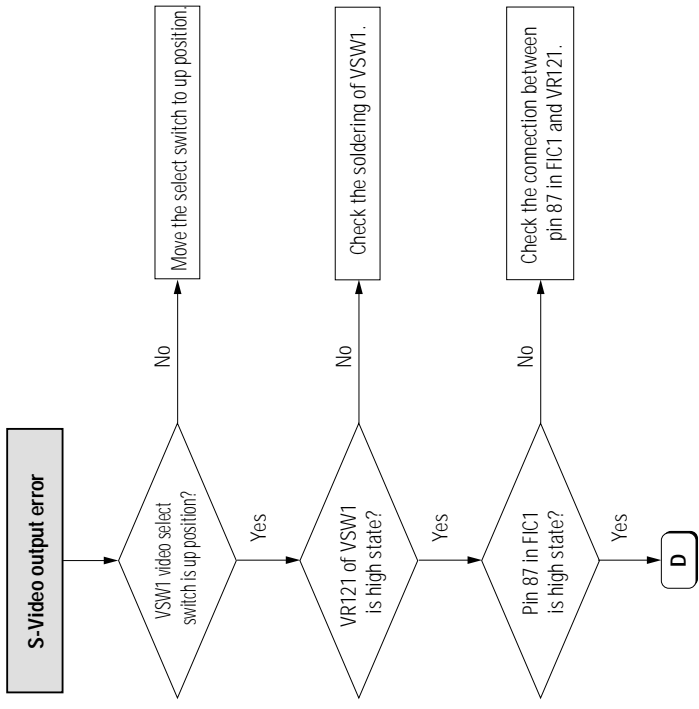 S-Video output error
VSW1 video select
switch is up position?
No
Move the select switch to up position.
Yes
VR121 of VSW1
is high state?
No
Check the soldering of VSW1.
Yes
Pin 87 in FIC1
is high state?
No
Check the connection between
pin 87 in FIC1 and VR121.
Yes
D